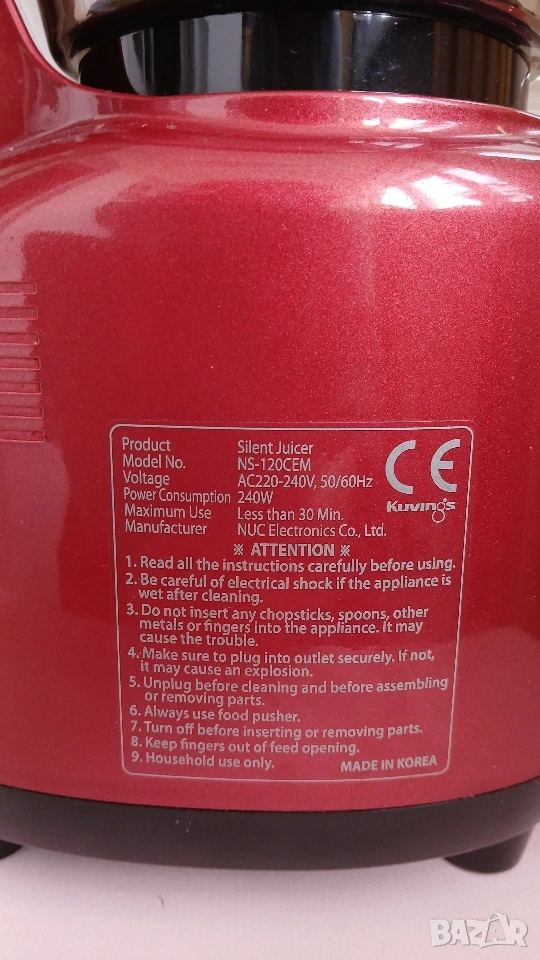 Product Silent Juicer
Model No. NS-120CEM
Voltage AC220-240V, 50/60Hz
Power Consumption 240W
Maximum Use Less than 30 Min.
Manufacturer NUC Electronics Co., Ltd.
CE
Kuvings
※ ATTENTION ※
1. Read all the instructions carefully before using.
2. Be careful of electrical shock if the appliance is
wet after cleaning.
3. Do not insert any chopsticks, spoons, other
metals or fingers into the appliance. It may
cause the trouble.
4. Make sure to plug into outlet securely. If not,
it may cause an explosion.
5. Unplug before cleaning and before assembling
or removing parts.
6. Always use food pusher.
7. Turn off before inserting or removing parts.
8. Keep fingers out of feed opening.
9. Household use only.
MADE IN KOREA
BAZAR